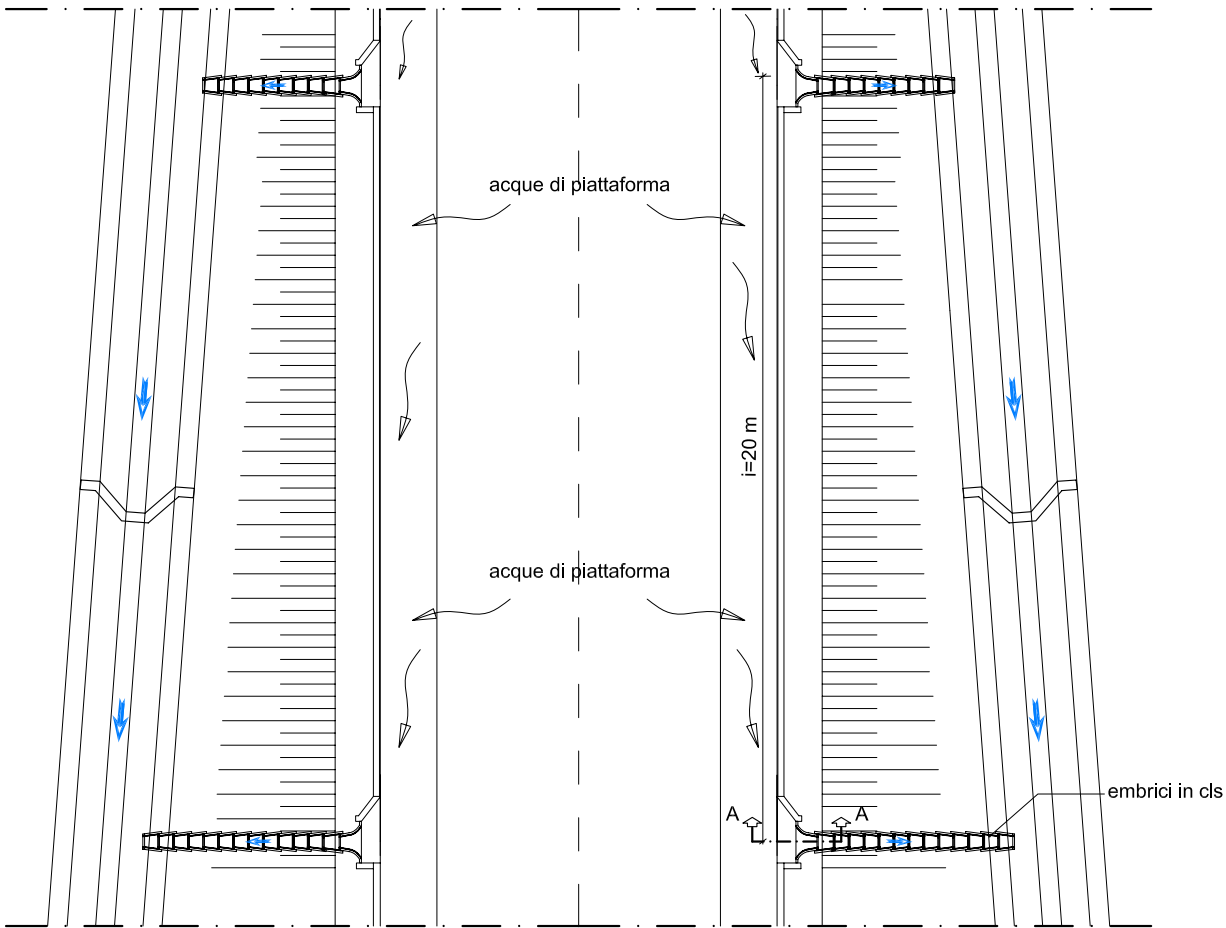 acque di piattaforma
i=20 m
acque di piattaforma
embrici in cls
A A